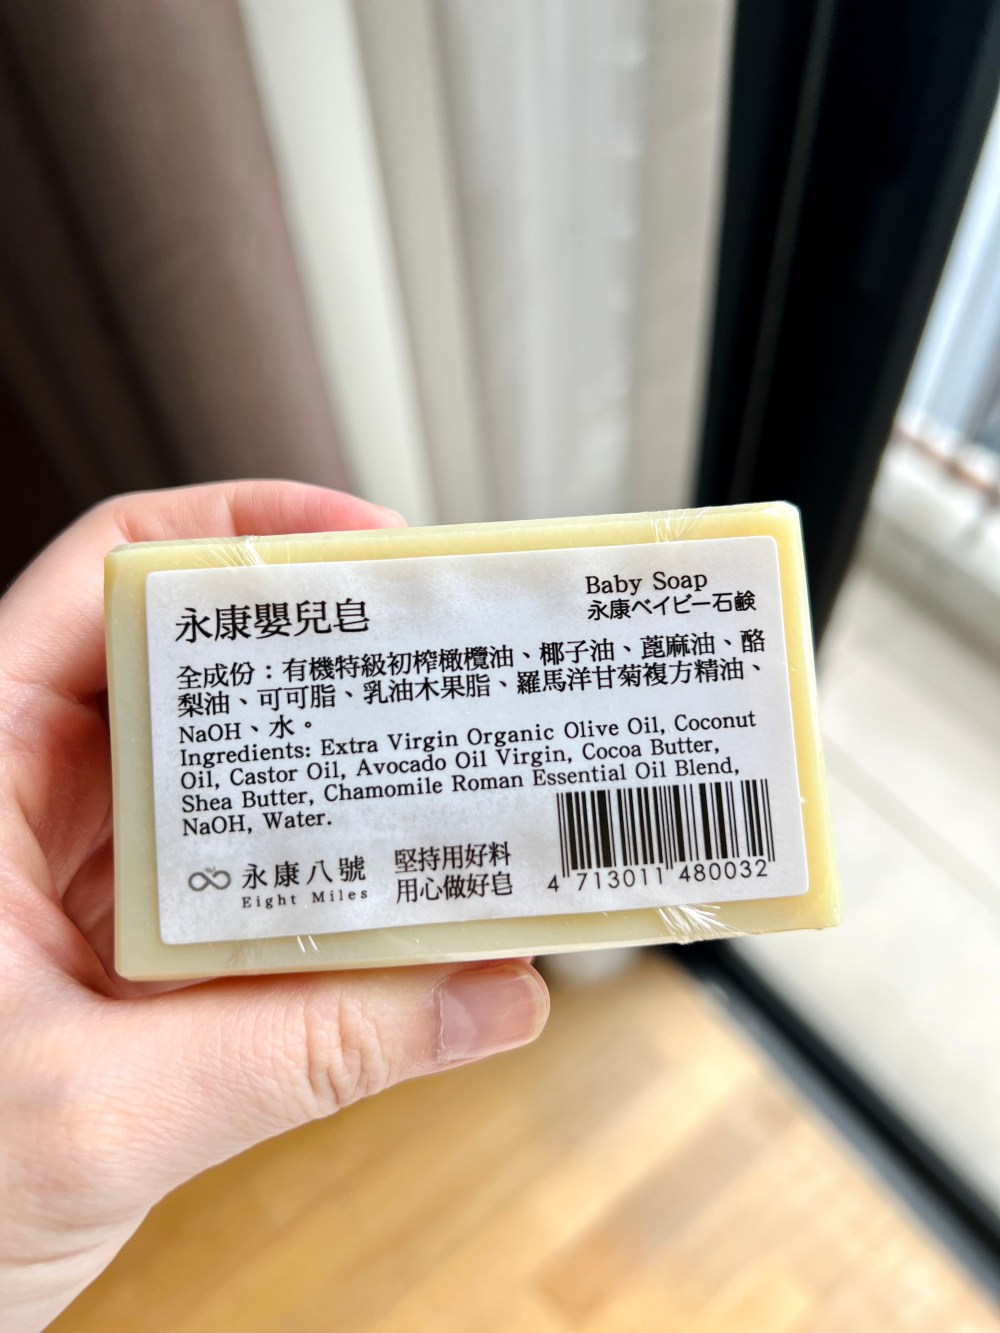 永康嬰兒皂
Baby Soap
永康ベイビー石鹸
全成份：有機特級初榨橄欖油、椰子油、蓖麻油、酪
梨油、可可脂、乳油木果脂、羅馬洋甘菊複方精油、
NaOH、水。
Ingredients: Extra Virgin Organic Olive Oil, Coconut
Oil, Castor Oil, Avocado Oil Virgin, Cocoa Butter,
Shea Butter, Chamomile Roman Essential Oil Blend,
NaOH, Water.
永康八號
Eight Miles
堅持用好料
用心做好皂
4 713011 480032